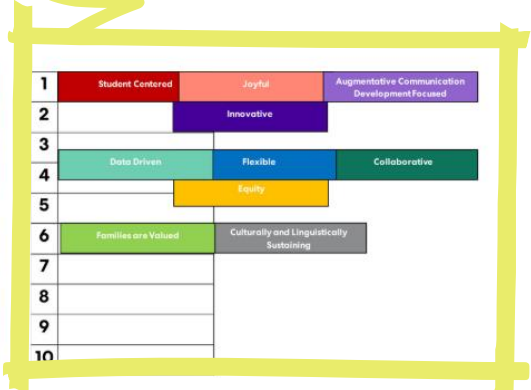 1
Student Centered
Joyful
Augmentative Communication
Development Focused
2
Innovative
3
Data Driven
Flexible
Collaborative
4
Equity
5
6
Families are Valued
Culturally and Linguistically
Sustaining
7
8
9
10